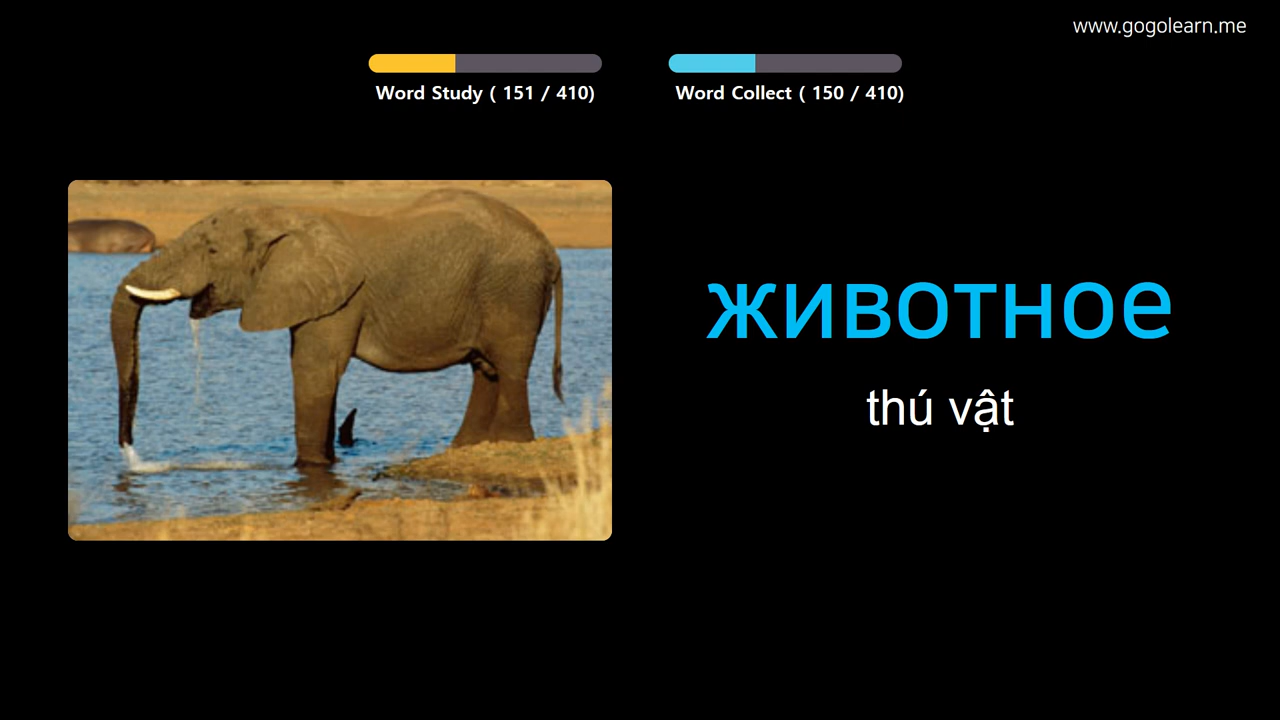 www.gogolearn.me
Word Study ( 151 / 410)
Word Collect ( 150 / 410)
животное
thú vật